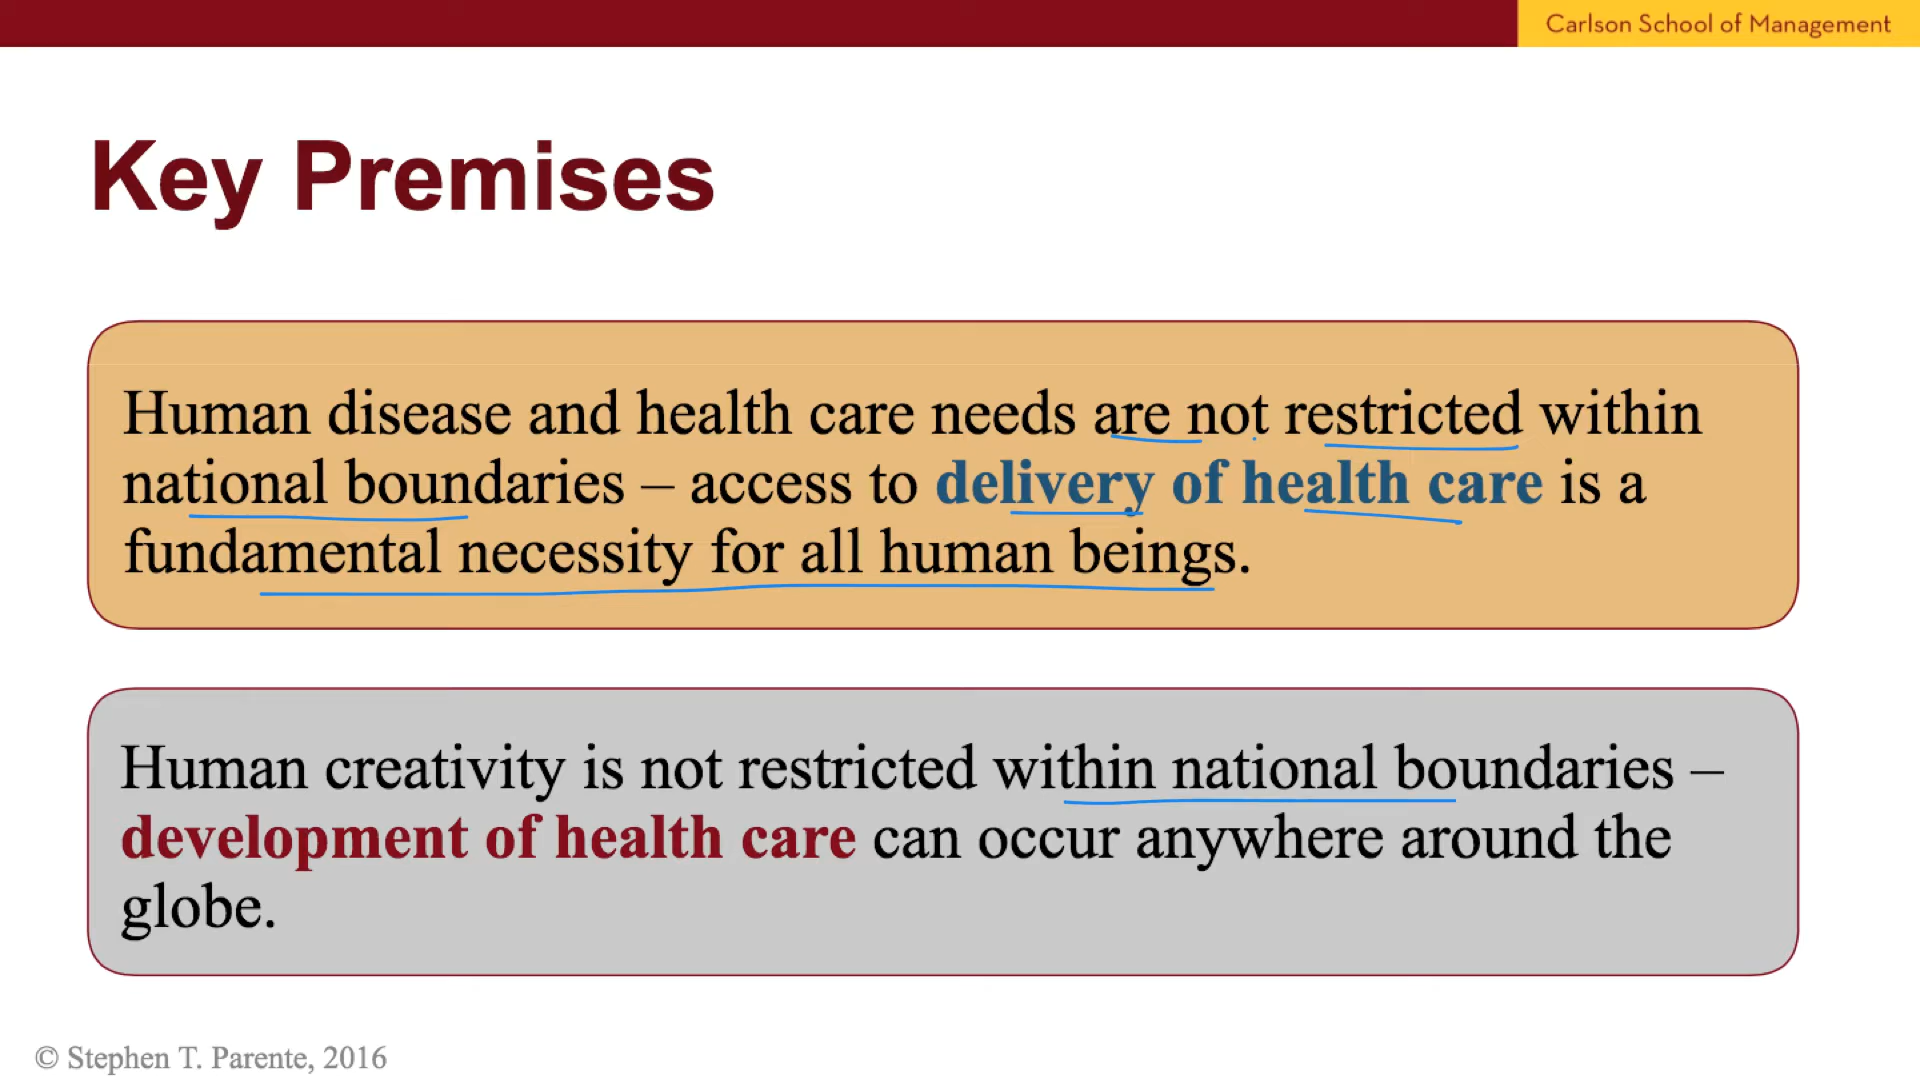 Carlson School of Management
Key Premises
Human disease and health care needs are not restricted within
national boundaries – access to delivery of health care is a
fundamental necessity for all human beings.
Human creativity is not restricted within national boundaries –
development of health care can occur anywhere around the
globe.
© Stephen T. Parente, 2016